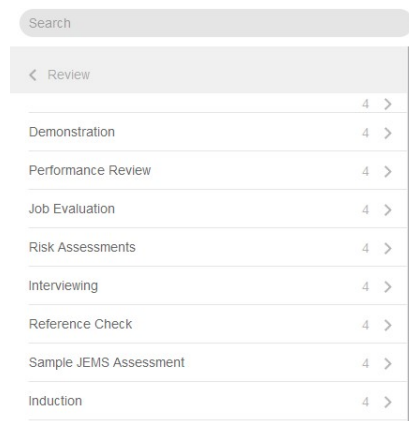 Search
Review
4
Demonstration 4
Performance Review 4
Job Evaluation 4
Risk Assessments 4
Interviewing 4
Reference Check 4
Sample JEMS Assessment 4
Induction 4